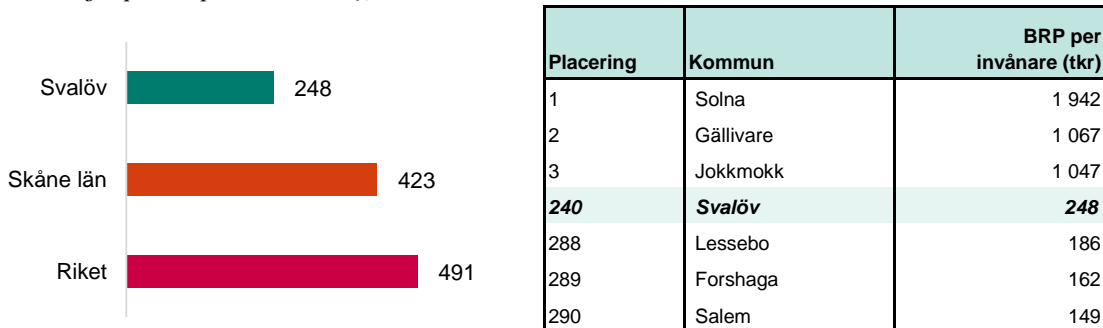 Svalöv 248
Skåne län 423
Riket 491
Placering Kommun BRP per invånare (tkr)
1 Solna 1 942
2 Gällivare 1 067
3 Jokkmokk 1 047
240 Svalöv 248
288 Lessebo 186
289 Forshaga 162
290 Salem 149